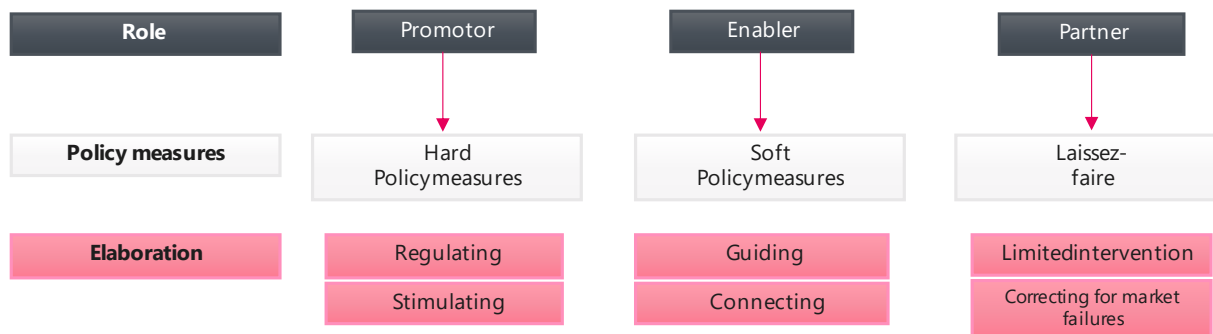 Role
Promotor
Enabler
Partner
Policy measures
Hard
Policymeasures
Soft
Policymeasures
Laissez-
faire
Elaboration
Regulating
Guiding
Limitedintervention
Stimulating
Connecting
Correcting for market
failures